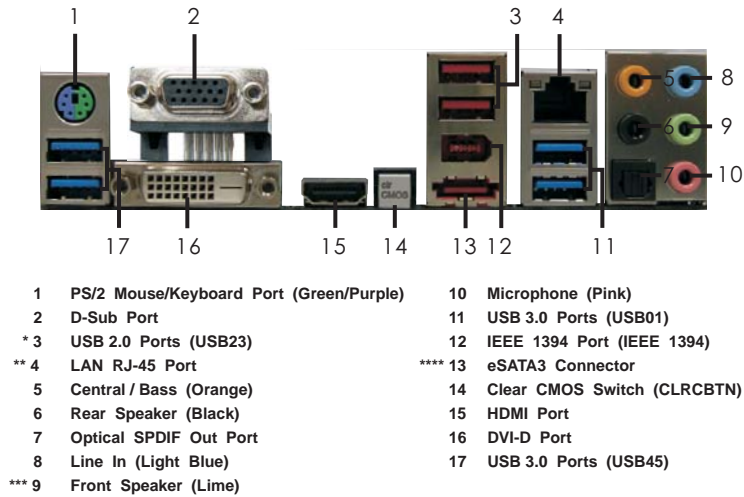 1 2 3 4
5 8
6 9
7 10
clr
CMOS
17 16 15 14 13 12 11
1 PS/2 Mouse/Keyboard Port (Green/Purple)
2 D-Sub Port
* 3 USB 2.0 Ports (USB23)
** 4 LAN RJ-45 Port
5 Central / Bass (Orange)
6 Rear Speaker (Black)
7 Optical SPDIF Out Port
8 Line In (Light Blue)
*** 9 Front Speaker (Lime)
10 Microphone (Pink)
11 USB 3.0 Ports (USB01)
12 IEEE 1394 Port (IEEE 1394)
**** 13 eSATA3 Connector
14 Clear CMOS Switch (CLRCBTN)
15 HDMI Port
16 DVI-D Port
17 USB 3.0 Ports (USB45)